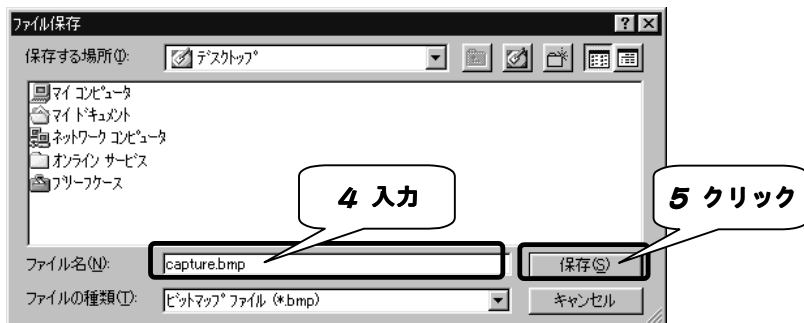 ファイル保存
保存する場所(I):
デスクトップ
マイ コンピュータ
マイ ドキュメント
ネットワーク コンピュータ
オンライン サービス
ブリーフケース
4 入力
5 クリック
ファイル名(N):
capture.bmp
保存(S)
ファイルの種類(T):
ビットマップ ファイル (*.bmp)
キャンセル